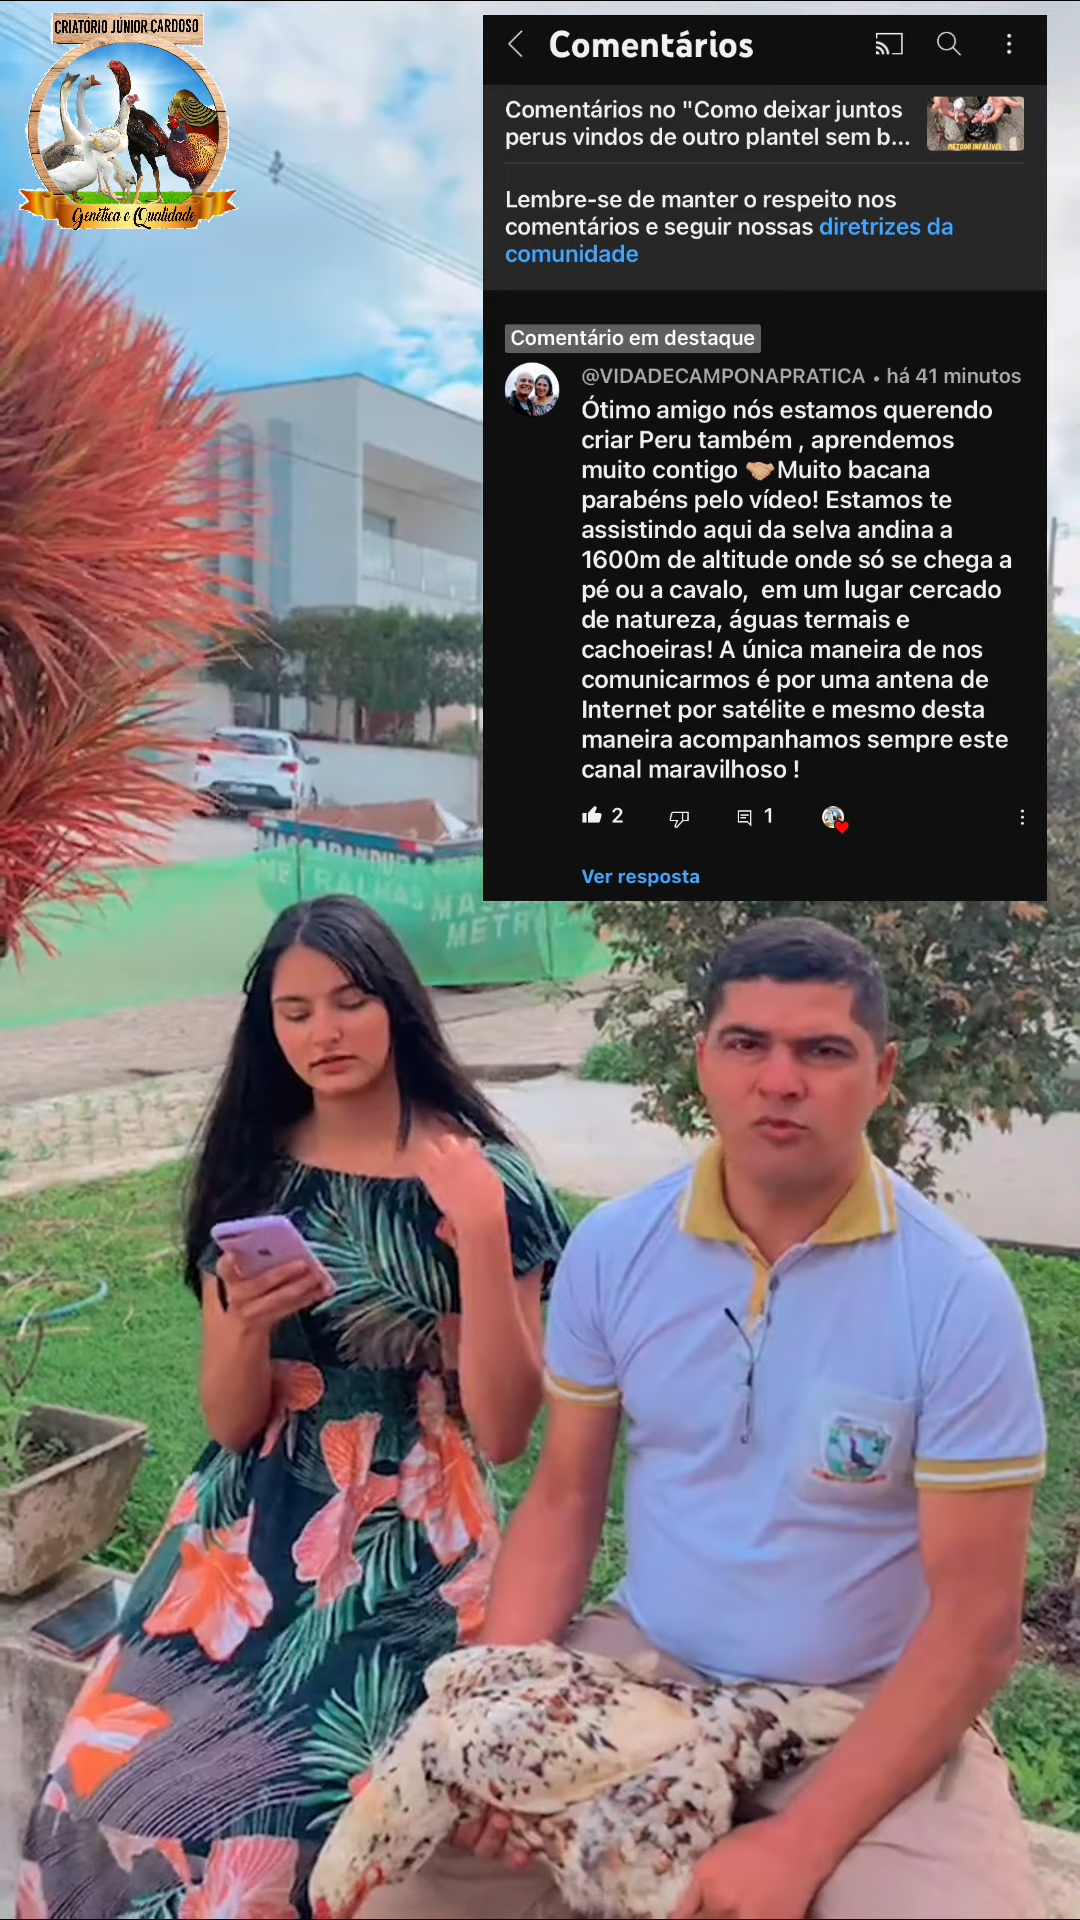 CRIATÓRIO JÚNIOR CARDOSO
Genética e Qualidade
Comentários
Comentários no "Como deixar juntos
perus vindos de outro plantel sem b...
MÉTODO INFALÍVEL
Lembre-se de manter o respeito nos
comentários e seguir nossas diretrizes da
comunidade
Comentário em destaque
@VIDADECAMPONAPRATICA • há 41 minutos
Ótimo amigo nós estamos querendo
criar Peru também , aprendemos
muito contigo 🤝🏼Muito bacana
parabéns pelo vídeo! Estamos te
assistindo aqui da selva andina a
1600m de altitude onde só se chega a
pé ou a cavalo,  em um lugar cercado
de natureza, águas termais e
cachoeiras! A única maneira de nos
comunicarmos é por uma antena de
Internet por satélite e mesmo desta
maneira acompanhamos sempre este
canal maravilhoso !
2
1
Ver resposta
METRALHAS